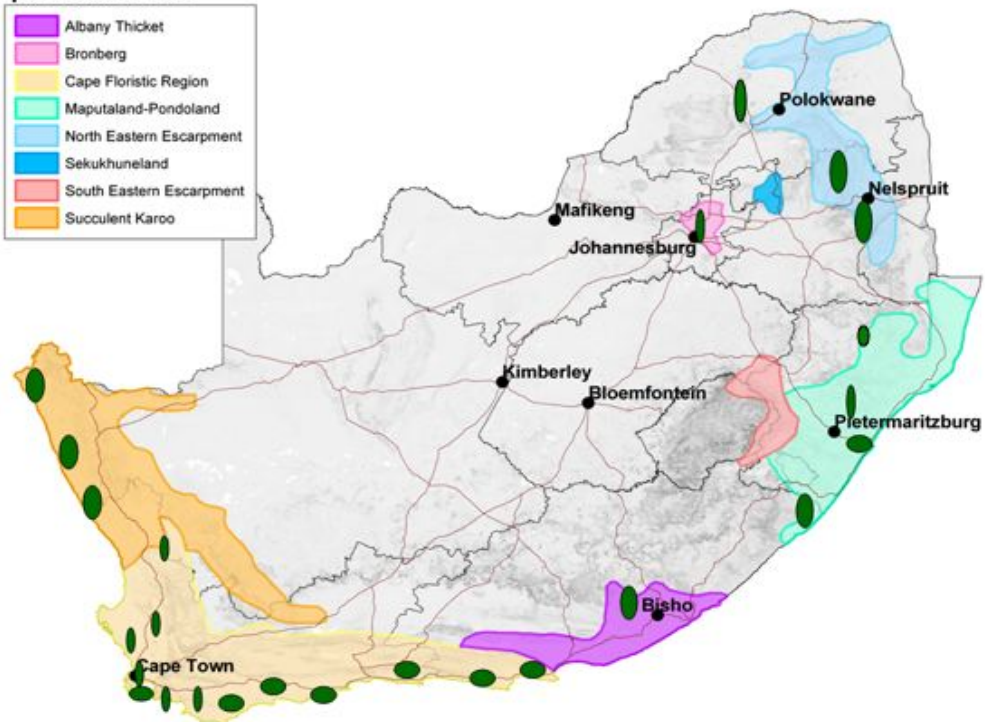 Albany Thicket
Bronberg
Cape Floristic Region
Maputaland-Pondoland
North Eastern Escarpment
Sekukhuneland
South Eastern Escarpment
Succulent Karoo
Polokwane
Nelspruit
Mafikeng
Johannesburg
Kimberley
Bloemfontein
Pietermaritzburg
Bisho
Cape Town